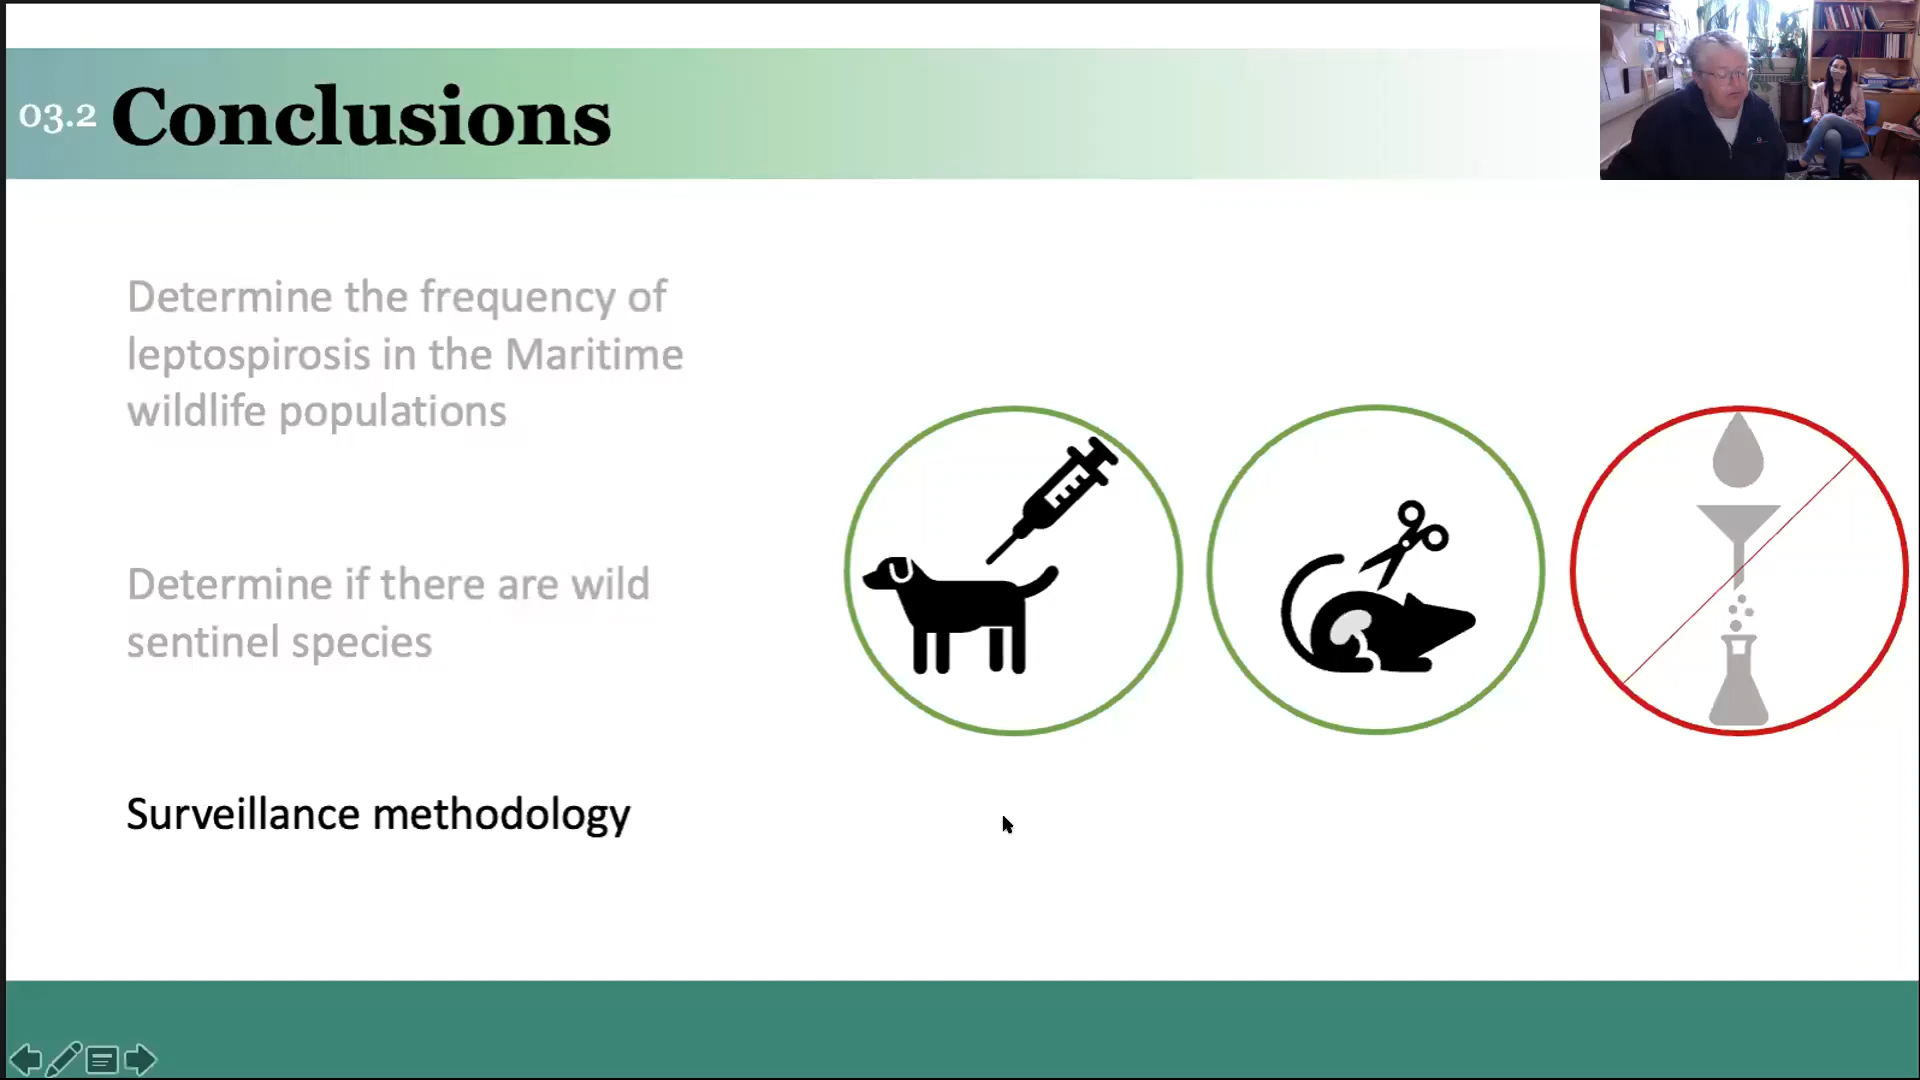 03.2 Conclusions
Determine the frequency of
leptospirosis in the Maritime
wildlife populations
Determine if there are wild
sentinel species
Surveillance methodology